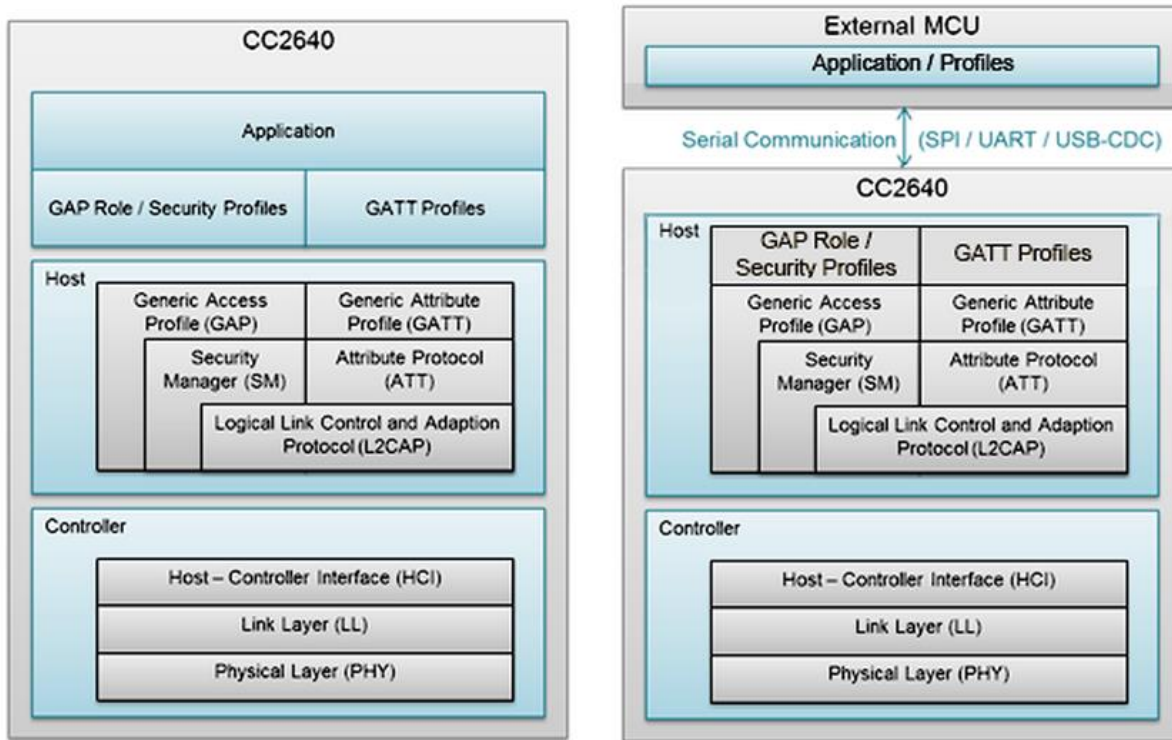 CC2640
Application
GAP Role / Security Profiles
GATT Profiles
Host
Generic Access
Profile (GAP)
Generic Attribute
Profile (GATT)
Security
Manager (SM)
Attribute Protocol
(ATT)
Logical Link Control and Adaption
Protocol (L2CAP)
Controller
Host – Controller Interface (HCI)
Link Layer (LL)
Physical Layer (PHY)
External MCU
Application / Profiles
Serial Communication (SPI / UART / USB-CDC)
CC2640
Host
GAP Role /
Security Profiles
GATT Profiles
Generic Access
Profile (GAP)
Generic Attribute
Profile (GATT)
Security
Manager (SM)
Attribute Protocol
(ATT)
Logical Link Control and Adaption
Protocol (L2CAP)
Controller
Host – Controller Interface (HCI)
Link Layer (LL)
Physical Layer (PHY)